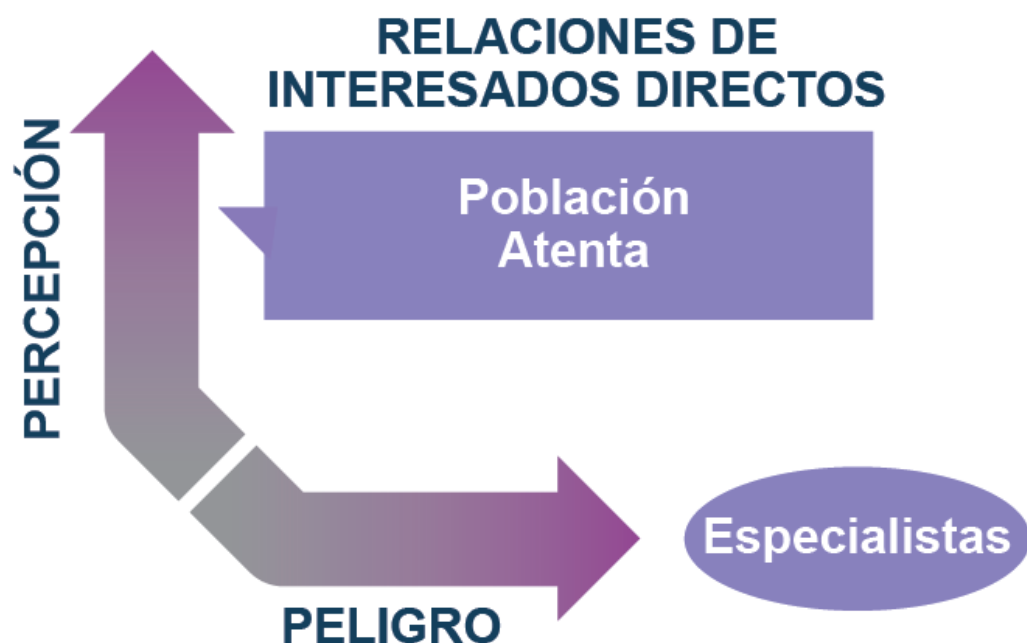 RELACIONES DE
INTERESADOS DIRECTOS
PERCEPCIÓN
Población
Atenta
Especialistas
PELIGRO